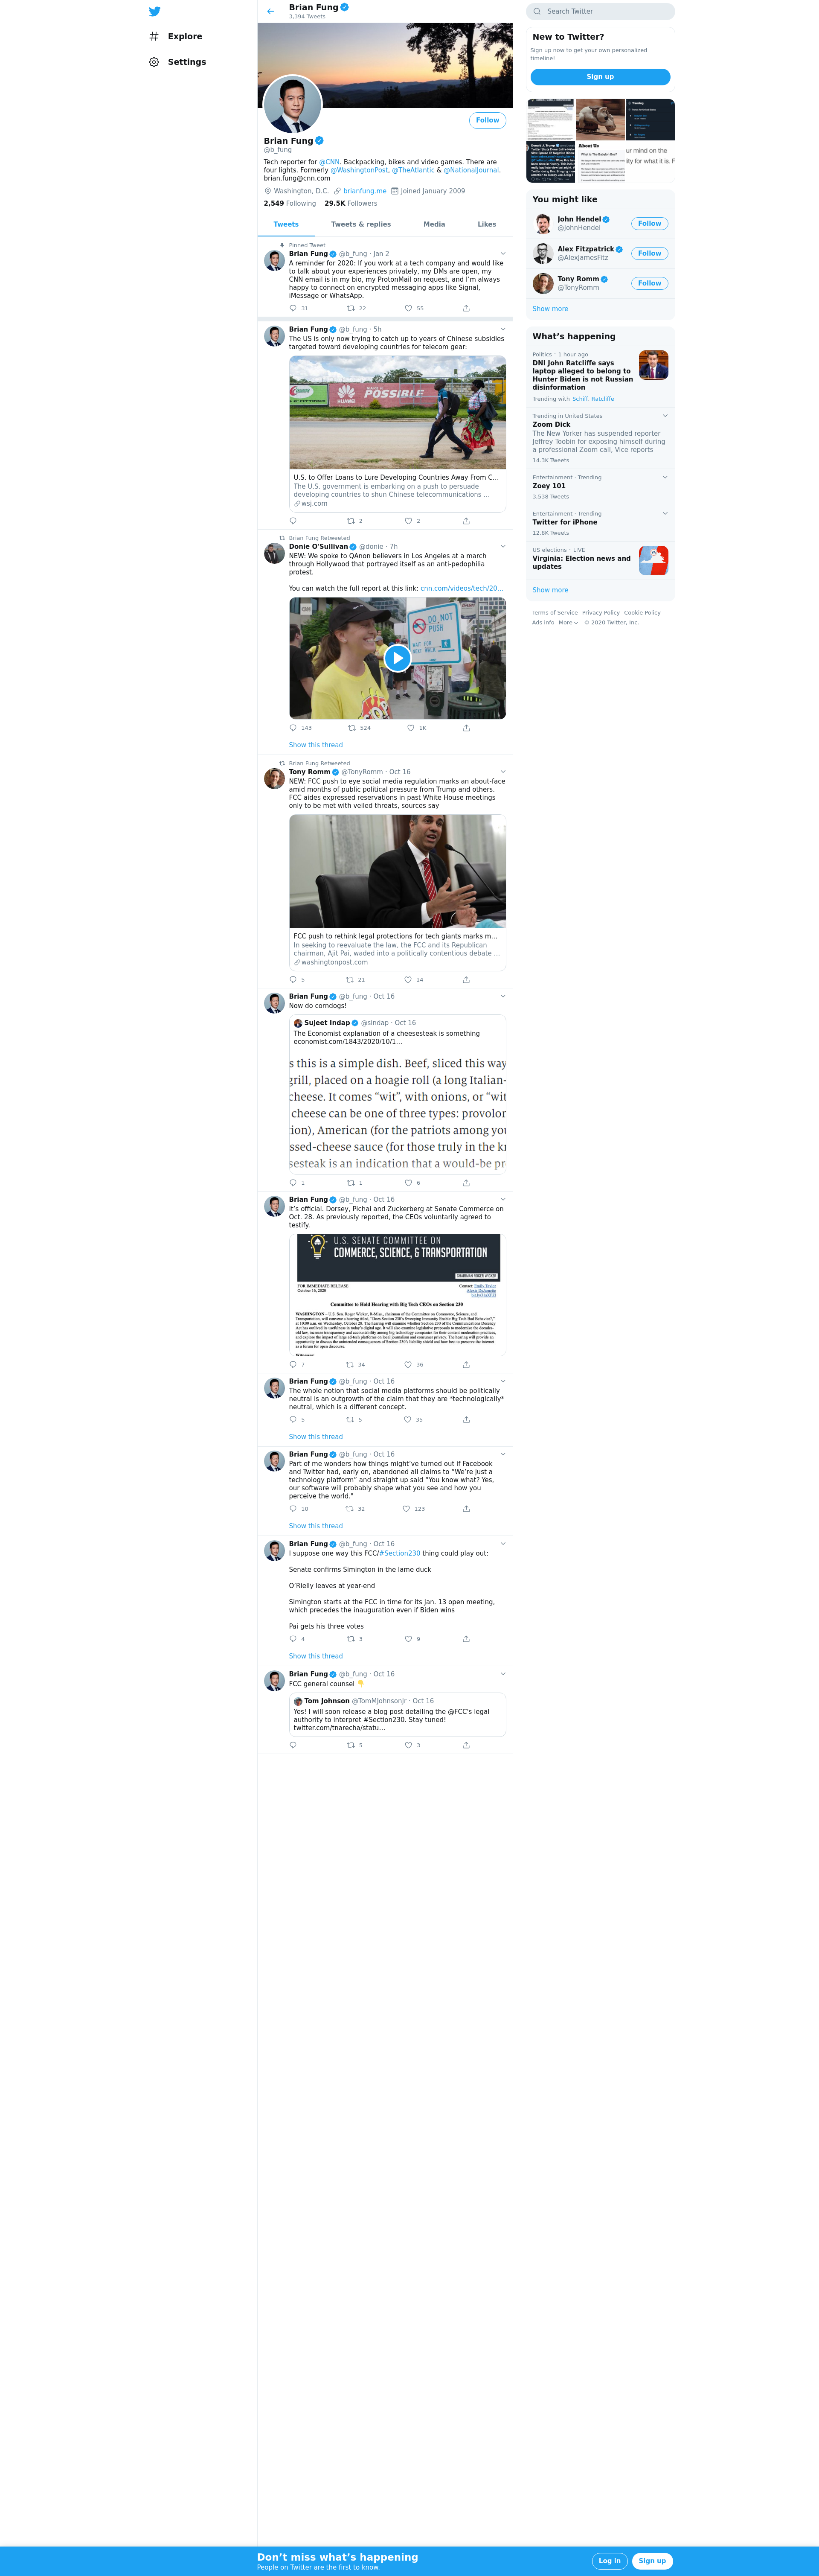 Explore
Settings
Brian Fung
3,394 Tweets
Follow
Brian Fung
@b_fung
Tech reporter for @CNN. Backpacking, bikes and video games. There are
four lights. Formerly @WashingtonPost, @TheAtlantic & @NationalJournal.
brian.fung@cnn.com
Washington, D.C. brianfung.me Joined January 2009
2,549 Following 29.5K Followers
Tweets Tweets & replies Media Likes
Pinned Tweet
Brian Fung @b_fung · Jan 2
A reminder for 2020: If you work at a tech company and would like
to talk about your experiences privately, my DMs are open, my
CNN email is in my bio, my ProtonMail on request, and I'm always
happy to connect on encrypted messaging apps like Signal,
iMessage or WhatsApp.
31 22 55
Brian Fung @b_fung · 5h
The US is only now trying to catch up to years of Chinese subsidies
targeted toward developing countries for telecom gear:
HUAWEI
MAKE IT
POSSIBLE
U.S. to Offer Loans to Lure Developing Countries Away From C...
The U.S. government is embarking on a push to persuade
developing countries to shun Chinese telecommunications ...
wsj.com
2 2
Brian Fung Retweeted
Donie O'Sullivan @donie · 7h
NEW: We spoke to QAnon believers in Los Angeles at a march
through Hollywood that portrayed itself as an anti-pedophilia
protest.
You can watch the full report at this link: cnn.com/videos/tech/20...
DO NOT
PUSH
143 524 1K
Show this thread
Brian Fung Retweeted
Tony Romm @TonyRomm · Oct 16
NEW: FCC push to eye social media regulation marks an about-face
amid months of public political pressure from Trump and others.
FCC aides expressed reservations in past White House meetings
only to be met with veiled threats, sources say
FCC push to rethink legal protections for tech giants marks m...
In seeking to reevaluate the law, the FCC and its Republican
chairman, Ajit Pai, waded into a politically contentious debate ...
washingtonpost.com
5 21 14
Brian Fung @b_fung · Oct 16
Now do corndogs!
Sujeet Indap @sindap · Oct 16
The Economist explanation of a cheesesteak is something
economist.com/1843/2020/10/1...
s this is a simple dish. Beef, sliced this way
grill, placed on a hoagie roll (a long Italian-
cheese. It comes "wit", with onions, or "wit
cheese can be one of three types: provolon
ion), American (for the patriots among you
ssed-cheese sauce (for those truly in the kr
sesteak is an indication that a would-be pr
1 1 6
Brian Fung @b_fung · Oct 16
It's official. Dorsey, Pichai and Zuckerberg at Senate Commerce on
Oct. 28. As previously reported, the CEOs voluntarily agreed to
testify.
U.S. SENATE COMMITTEE ON
COMMERCE, SCIENCE, & TRANSPORTATION
FOR IMMEDIATE RELEASE
October 16, 2020
Committee to Hold Hearing with Big Tech CEOs on Section 230
7 34 36
Brian Fung @b_fung · Oct 16
The whole notion that social media platforms should be politically
neutral is an outgrowth of the claim that they are *technologically*
neutral, which is a different concept.
5 5 35
Show this thread
Brian Fung @b_fung · Oct 16
Part of me wonders how things might've turned out if Facebook
and Twitter had, early on, abandoned all claims to "We're just a
technology platform" and straight up said "You know what? Yes,
our software will probably shape what you see and how you
perceive the world."
10 32 123
Show this thread
Brian Fung @b_fung · Oct 16
I suppose one way this FCC/#Section230 thing could play out:
Senate confirms Simington in the lame duck
O'Rielly leaves at year-end
Simington starts at the FCC in time for its Jan. 13 open meeting,
which precedes the inauguration even if Biden wins
Pai gets his three votes
4 3 9
Show this thread
Brian Fung @b_fung · Oct 16
FCC general counsel 👇
Tom Johnson @TomMJohnsonJr · Oct 16
Yes! I will soon release a blog post detailing the @FCC's legal
authority to interpret #Section230. Stay tuned!
twitter.com/tnarecha/statu...
5 3
Search Twitter
New to Twitter?
Sign up now to get your own personalized
timeline!
Sign up
Trending
About Us
ur mind on the
lity for what it is. F
You might like
John Hendel
@JohnHendel
Follow
Alex Fitzpatrick
@AlexJamesFitz
Follow
Tony Romm
@TonyRomm
Follow
Show more
What's happening
Politics · 1 hour ago
DNI John Ratcliffe says
laptop alleged to belong to
Hunter Biden is not Russian
disinformation
Trending with Schiff, Ratcliffe
Trending in United States
Zoom Dick
The New Yorker has suspended reporter
Jeffrey Toobin for exposing himself during
a professional Zoom call, Vice reports
14.3K Tweets
Entertainment · Trending
Zoey 101
3,538 Tweets
Entertainment · Trending
Twitter for iPhone
12.8K Tweets
US elections · LIVE
Virginia: Election news and
updates
Show more
Terms of Service Privacy Policy Cookie Policy
Ads info More © 2020 Twitter, Inc.
Don't miss what's happening
People on Twitter are the first to know.
Log in
Sign up